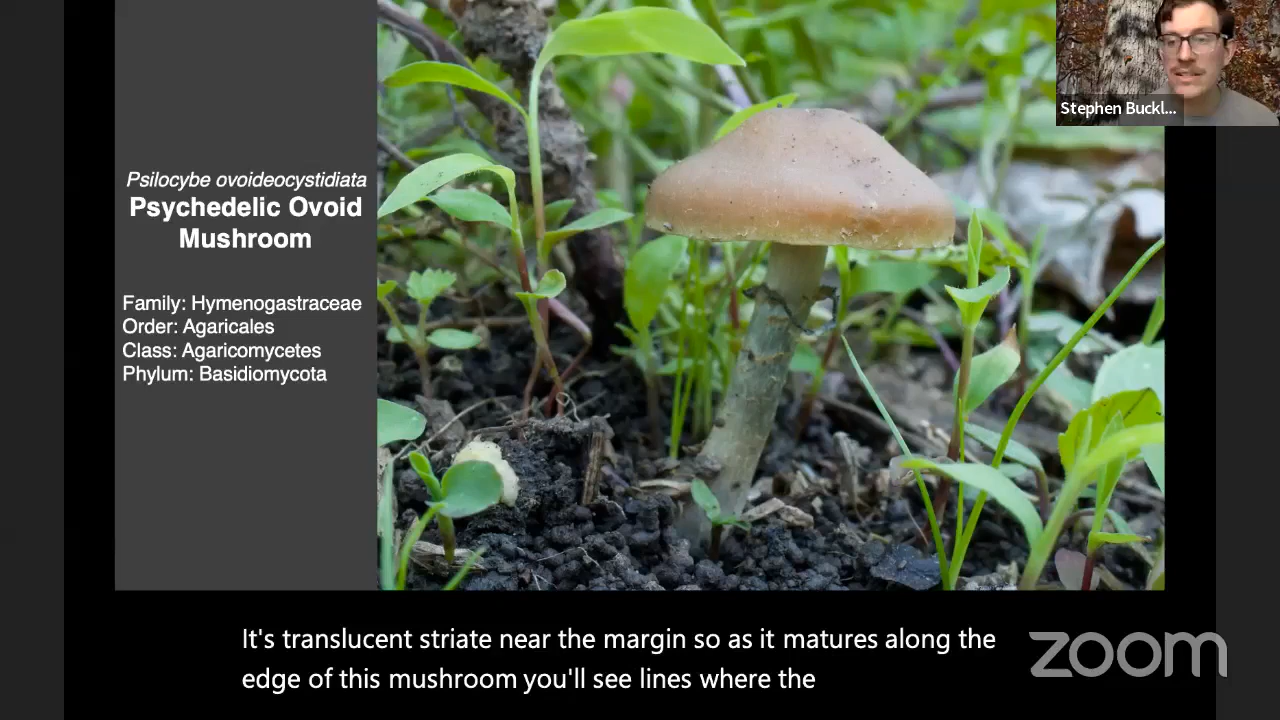 Stephen Buckl...
Psilocybe ovoideocystidiata
Psychedelic Ovoid
Mushroom
Family: Hymenogastraceae
Order: Agaricales
Class: Agaricomycetes
Phylum: Basidiomycota
It's translucent striate near the margin so as it matures along the
edge of this mushroom you'll see lines where the
zoom